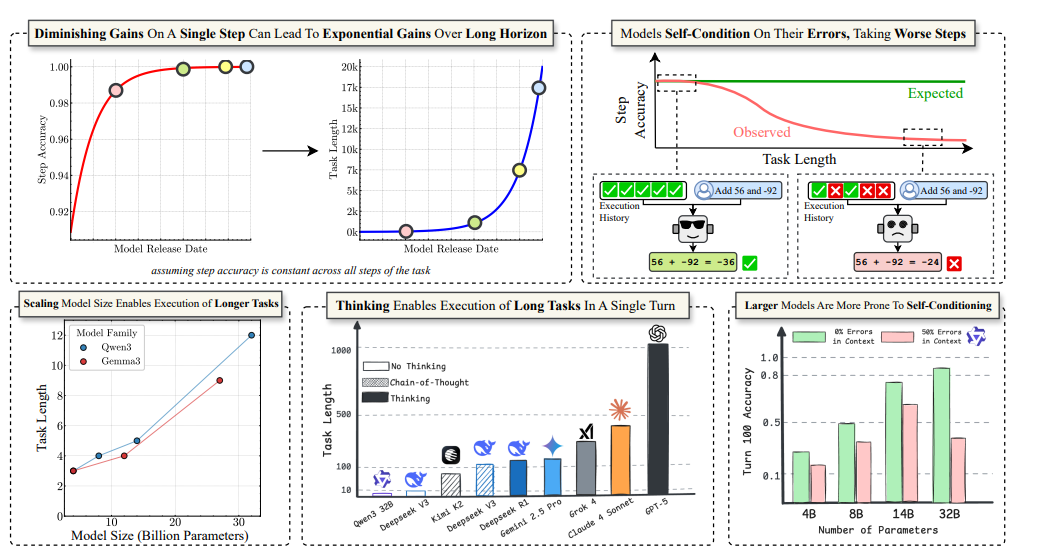 Diminishing Gains On A Single Step Can Lead To Exponential Gains Over Long Horizon
Step Accuracy
1.00
0.98
0.96
0.94
0.92
Model Release Date
Task Length
20k
17k
15k
12k
10k
7k
5k
2k
0k
Model Release Date
assuming step accuracy is constant across all steps of the task
Models Self-Condition On Their Errors, Taking Worse Steps
Step
Accuracy
Expected
Observed
Task Length
Add 56 and -92
Execution
History
56 + -92 = -36
Add 56 and -92
Execution
History
56 + -92 = -24
Scaling Model Size Enables Execution of Longer Tasks
Model Family
Qwen3
Gemma3
Task Length
12
10
8
6
4
2
0
10
20
30
Model Size (Billion Parameters)
Thinking Enables Execution of Long Tasks In A Single Turn
Task Length
1000
500
100
10
No Thinking
Chain-of-Thought
Thinking
Qwen3 32B
Deepseek V3
Kimi K2
Deepseek V3
Deepseek R1
Gemini 2.5 Pro
Grok 4
Claude 4 Sonnet
GPT-5
Larger Models Are More Prone To Self-Conditioning
0% Errors
in Context
50% Errors
in Context
Turn 100 Accuracy
1.0
0.8
0.5
0.1
4B
8B
14B
32B
Number of Parameters